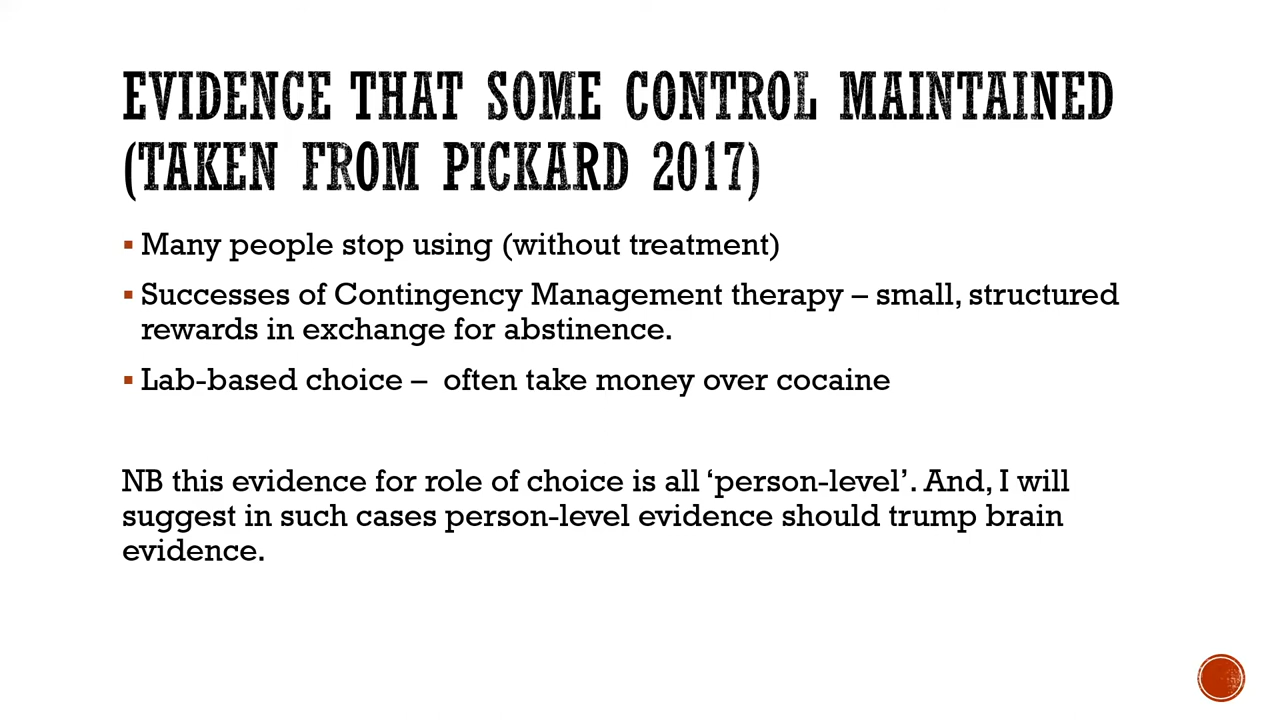 EVIDENCE THAT SOME CONTROL MAINTAINED
(TAKEN FROM PICKARD 2017)
▪ Many people stop using (without treatment)
▪ Successes of Contingency Management therapy – small, structured
rewards in exchange for abstinence.
▪ Lab-based choice – often take money over cocaine
NB this evidence for role of choice is all ‘person-level’. And, I will
suggest in such cases person-level evidence should trump brain
evidence.